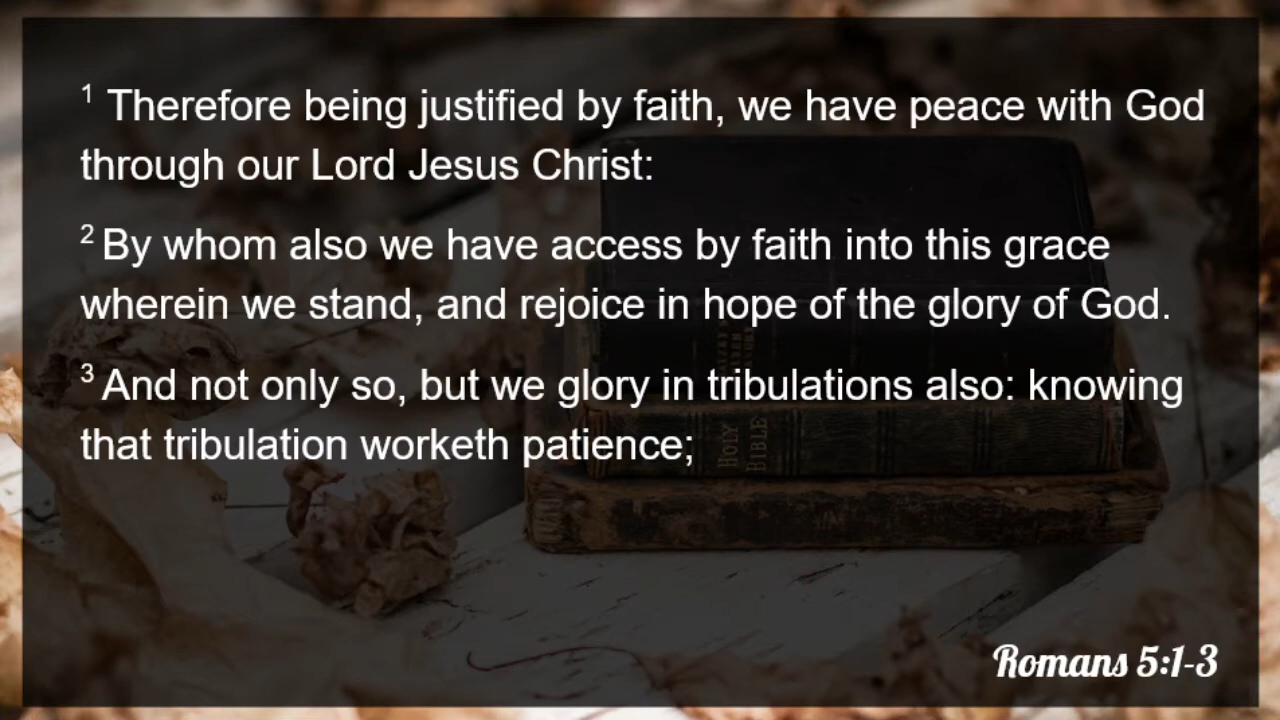 1 Therefore being justified by faith, we have peace with God
through our Lord Jesus Christ:
2 By whom also we have access by faith into this grace
wherein we stand, and rejoice in hope of the glory of God.
3 And not only so, but we glory in tribulations also: knowing
that tribulation worketh patience;
HOLY
BIBLE
Romans 5:1-3